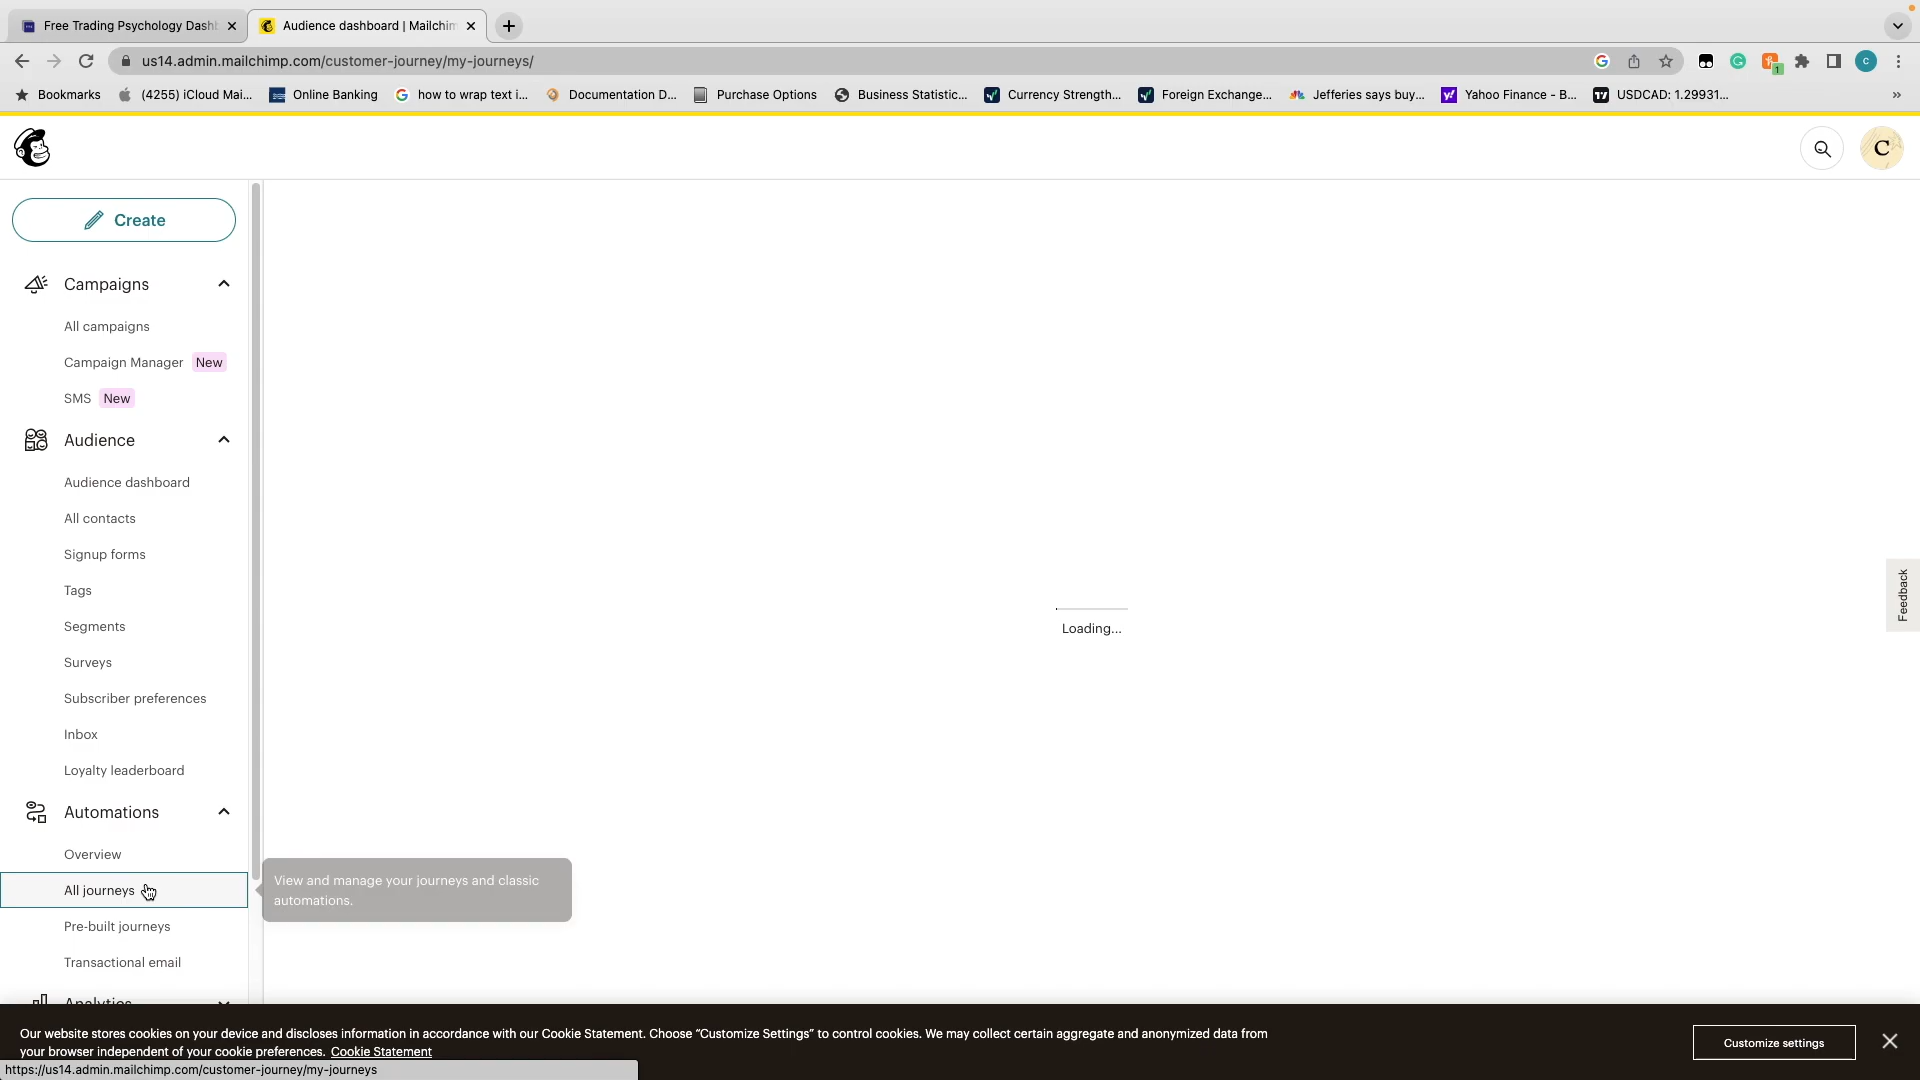 Free Trading Psychology Dashb
Audience dashboard | Mailchim
us14.admin.mailchimp.com/customer-journey/my-journeys/
1
C
Bookmarks
(4255) iCloud Mai...
Online Banking
how to wrap text i...
Documentation D...
Purchase Options
Business Statistic...
Currency Strength...
Foreign Exchange...
Jefferies says buy...
Yahoo Finance - B...
USDCAD: 1.29931...
C
Create
Campaigns
All campaigns
Campaign Manager New
SMS New
Audience
Audience dashboard
All contacts
Signup forms
Tags
Segments
Surveys
Subscriber preferences
Inbox
Loyalty leaderboard
Automations
Overview
All journeys
Pre-built journeys
Transactional email
Analytics
View and manage your journeys and classic
automations.
Loading...
Feedback
Our website stores cookies on your device and discloses information in accordance with our Cookie Statement. Choose “Customize Settings” to control cookies. We may collect certain aggregate and anonymized data from
your browser independent of your cookie preferences. Cookie Statement
Customize settings
https://us14.admin.mailchimp.com/customer-journey/my-journeys